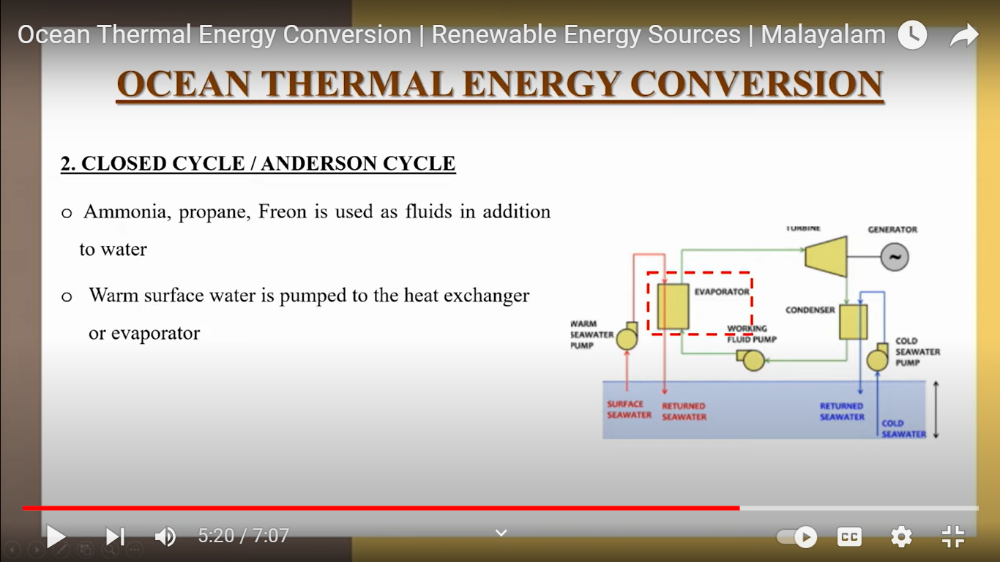 Ocean Thermal Energy Conversion | Renewable Energy Sources | Malayalam
OCEAN THERMAL ENERGY CONVERSION
2. CLOSED CYCLE / ANDERSON CYCLE
o Ammonia, propane, Freon is used as fluids in addition
to water
o Warm surface water is pumped to the heat exchanger
or evaporator
TURBINE
GENERATOR
EVAPORATOR
CONDENSER
WARM
SEAWATER
PUMP
WORKING
FLUID PUMP
COLD
SEAWATER
PUMP
SURFACE
SEAWATER
RETURNED
SEAWATER
RETURNED
SEAWATER
COLD
SEAWATER
5:20 / 7:07
CC